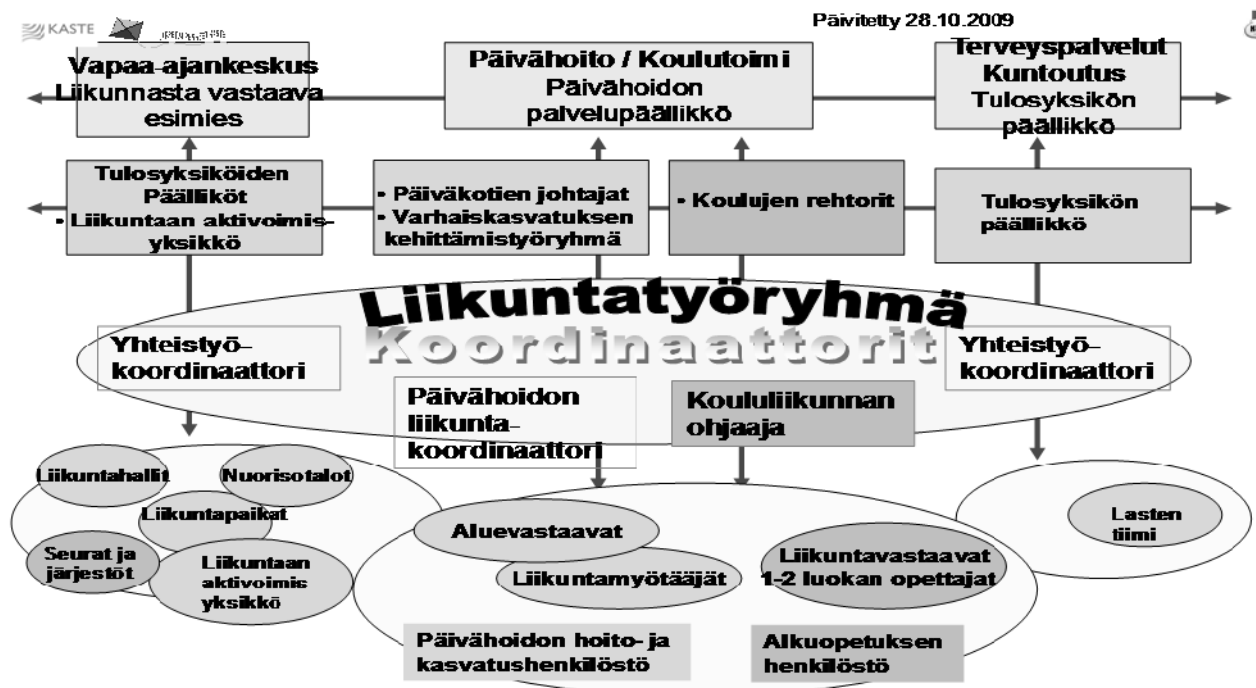 KASTE
Päivitetty 28.10.2009
Vapaa-ajankeskus
Liikunnasta vastaava
esimies
Päivähoito / Koulutoimi
Päivähoidon
palvelupäällikkö
Terveyspalvelut
Kuntoutus
Tulosyksikön
päällikkö
Tulosyksiköiden
Päälliköt
• Liikuntaan aktivoimis-
yksikkö
• Päiväkotien johtajat
• Varhaiskasvatuksen
kehittämistyöryhmä
• Koulujen rehtorit
Tulosyksikön
päällikkö
Liikuntatyöryhmä
Koordinaattorit
Yhteistyö-
koordinaattori
Päivähoidon
liikunta-
koordinaattori
Koululiikunnan
ohjaaja
Yhteistyö-
koordinaattori
Liikuntahallit
Nuorisotalot
Liikuntapaikat
Seurat ja
järjestöt
Liikuntaan
aktivoimis
yksikkö
Aluevastaavat
Liikuntamyötääjät
Liikuntavastaavat
1-2 luokan opettajat
Lasten
tiimi
Päivähoidon hoito- ja
kasvatushenkilöstö
Alkuopetuksen
henkilöstö